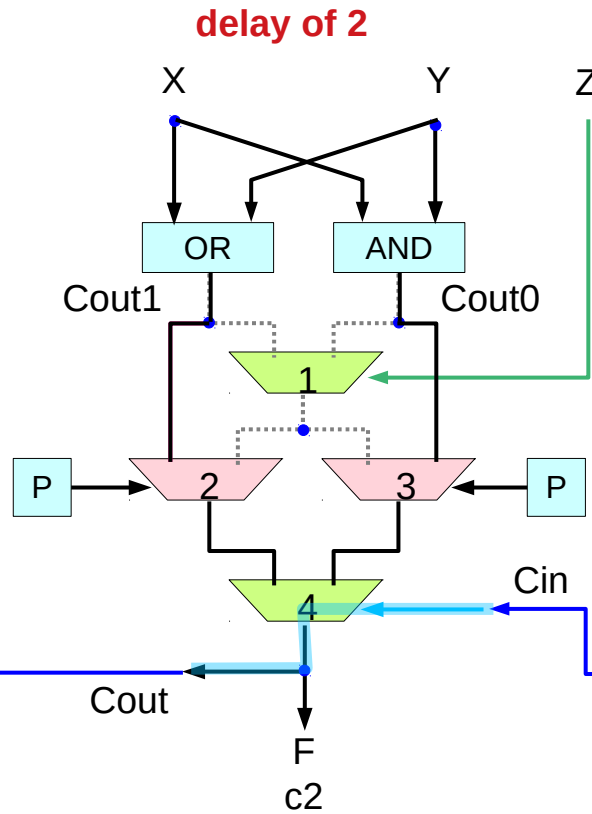 delay of 2
X Y Z
OR AND
Cout1 Cout0
1
P 2 3 P
Cin
4
Cout
F
c2